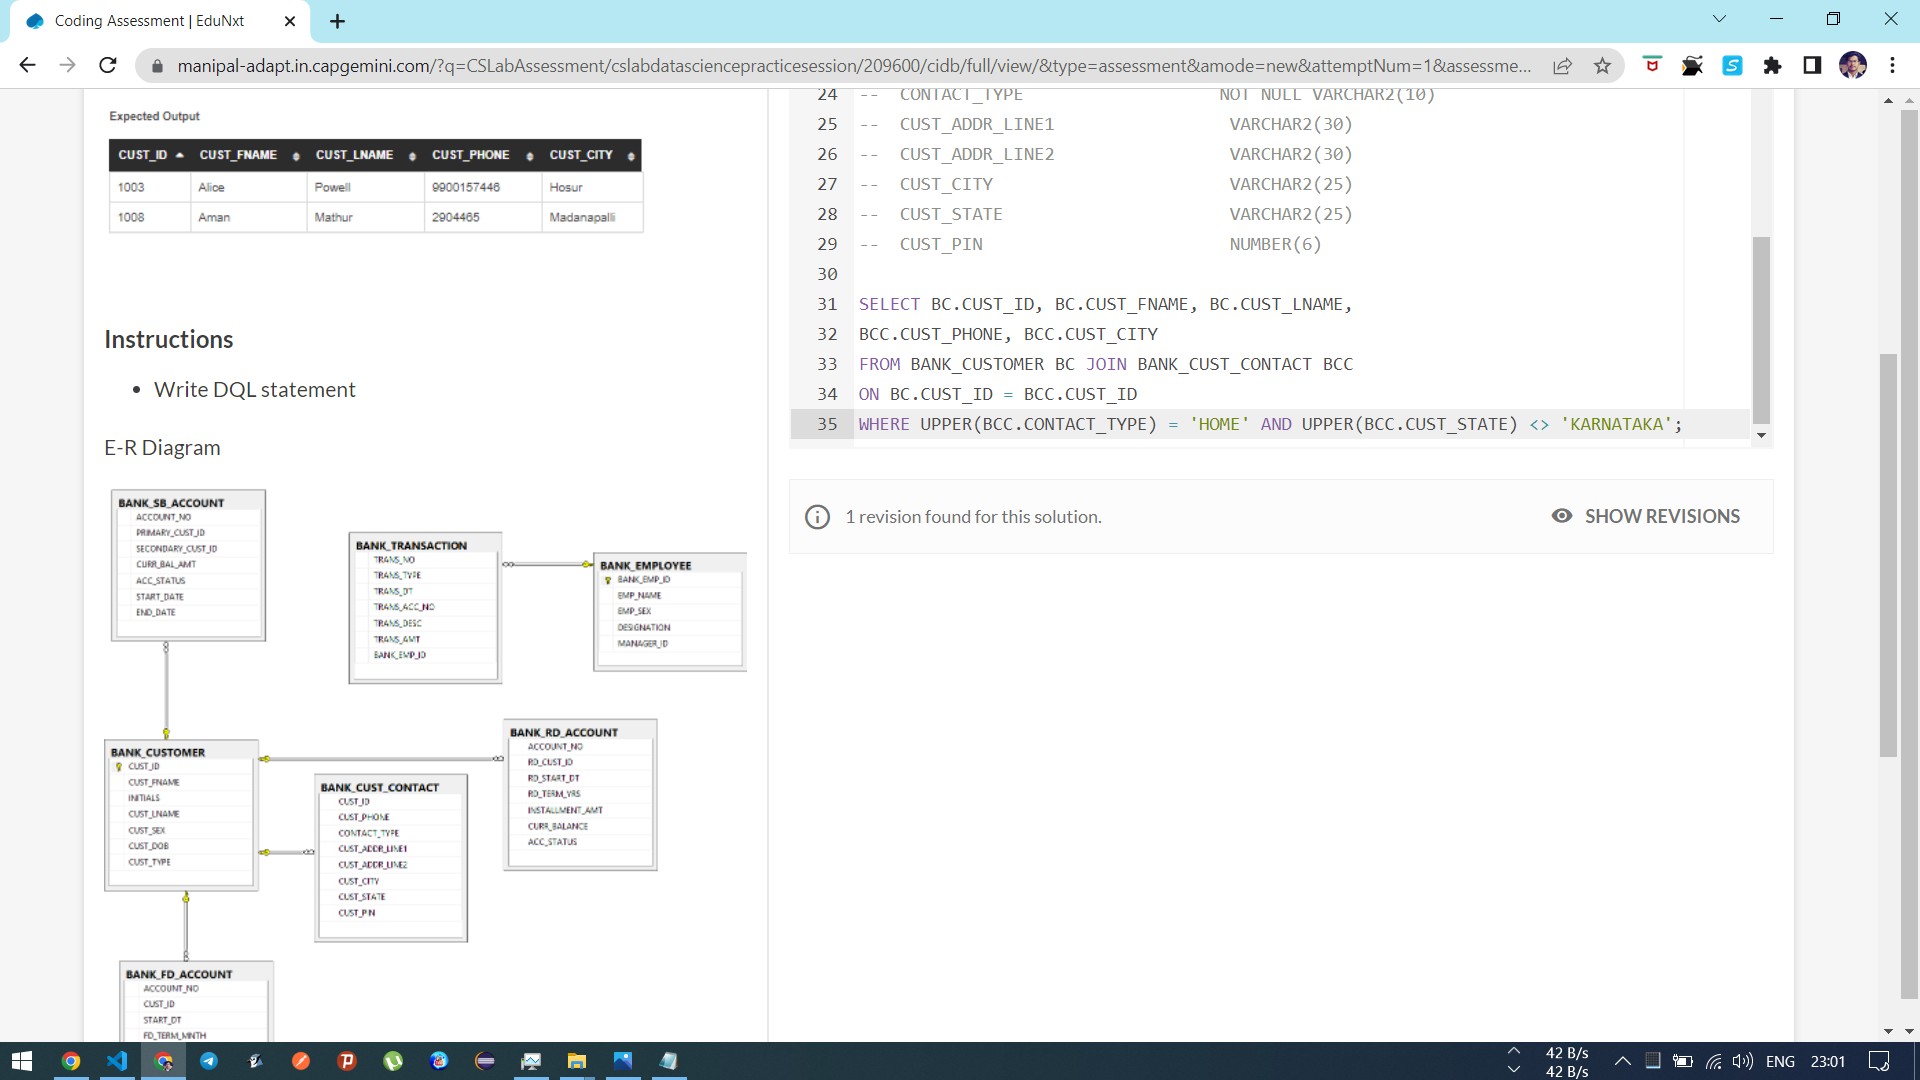 Coding Assessment | EduNxt
manipal-adapt.in.capgemini.com/?q=CSLabAssessment/cslabdatasciencepracticesession/209600/cidb/full/view/&type=assessment&amode=new&attemptNum=1&assessme...
Expected Output
CUST_ID CUST_FNAME CUST_LNAME CUST_PHONE CUST_CITY
1003 Alice Powell 9900157446 Hosur
1008 Aman Mathur 2904465 Madanapalli
Instructions
• Write DQL statement
E-R Diagram
BANK_SB_ACCOUNT
ACCOUNT_NO
PRIMARY_CUST_ID
SECONDARY_CUST_ID
CURR_BAL_AMT
ACC_STATUS
START_DATE
END_DATE
BANK_TRANSACTION
TRANS_NO
TRANS_TYPE
TRANS_DT
TRANS_ACC_NO
TRANS_DESC
TRANS_AMT
BANK_EMP_ID
BANK_EMPLOYEE
BANK_EMP_ID
EMP_NAME
EMP_SEX
DESIGNATION
MANAGER_ID
BANK_CUSTOMER
CUST_ID
CUST_FNAME
INITIALS
CUST_LNAME
CUST_SEX
CUST_DOB
CUST_TYPE
BANK_CUST_CONTACT
CUST_ID
CUST_PHONE
CONTACT_TYPE
CUST_ADDR_LINE1
CUST_ADDR_LINE2
CUST_CITY
CUST_STATE
CUST_PIN
BANK_RD_ACCOUNT
ACCOUNT_NO
RD_CUST_ID
RD_START_DT
RD_TERM_YRS
INSTALLMENT_AMT
CURR_BALANCE
ACC_STATUS
BANK_FD_ACCOUNT
ACCOUNT_NO
CUST_ID
START_DT
FD_TERM_MNTH
24 -- CONTACT_TYPE NOT NULL VARCHAR2(10)
25 -- CUST_ADDR_LINE1 VARCHAR2(30)
26 -- CUST_ADDR_LINE2 VARCHAR2(30)
27 -- CUST_CITY VARCHAR2(25)
28 -- CUST_STATE VARCHAR2(25)
29 -- CUST_PIN NUMBER(6)
30
31 SELECT BC.CUST_ID, BC.CUST_FNAME, BC.CUST_LNAME,
32 BCC.CUST_PHONE, BCC.CUST_CITY
33 FROM BANK_CUSTOMER BC JOIN BANK_CUST_CONTACT BCC
34 ON BC.CUST_ID = BCC.CUST_ID
35 WHERE UPPER(BCC.CONTACT_TYPE) = 'HOME' AND UPPER(BCC.CUST_STATE) <> 'KARNATAKA';
1 revision found for this solution.
SHOW REVISIONS
42 B/s
42 B/s
ENG 23:01